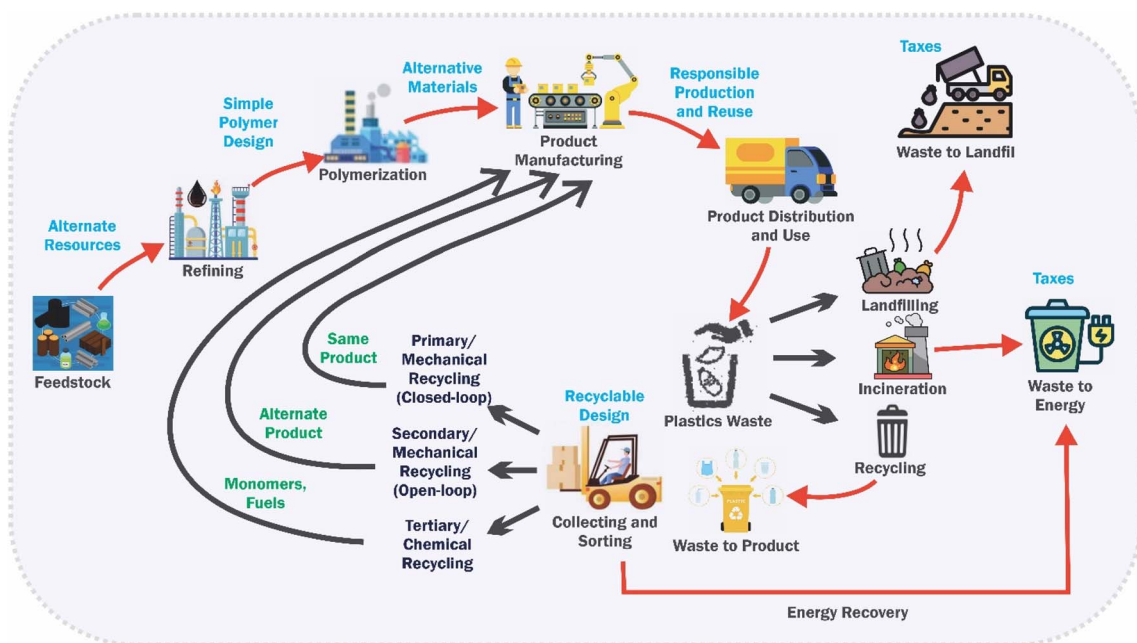 Alternate
Resources
Feedstock
Refining
Simple
Polymer
Design
Polymerization
Alternative
Materials
Product
Manufacturing
Responsible
Production
and Reuse
Product Distribution
and Use
Taxes
Waste to Landfil
Landfilling
Incineration
Recycling
Taxes
Waste to
Energy
Plastics Waste
Waste to Product
Recyclable
Design
Collecting and
Sorting
Primary/
Mechanical
Recycling
(Closed-loop)
Secondary/
Mechanical
Recycling
(Open-loop)
Tertiary/
Chemical
Recycling
Same
Product
Alternate
Product
Monomers,
Fuels
Energy Recovery